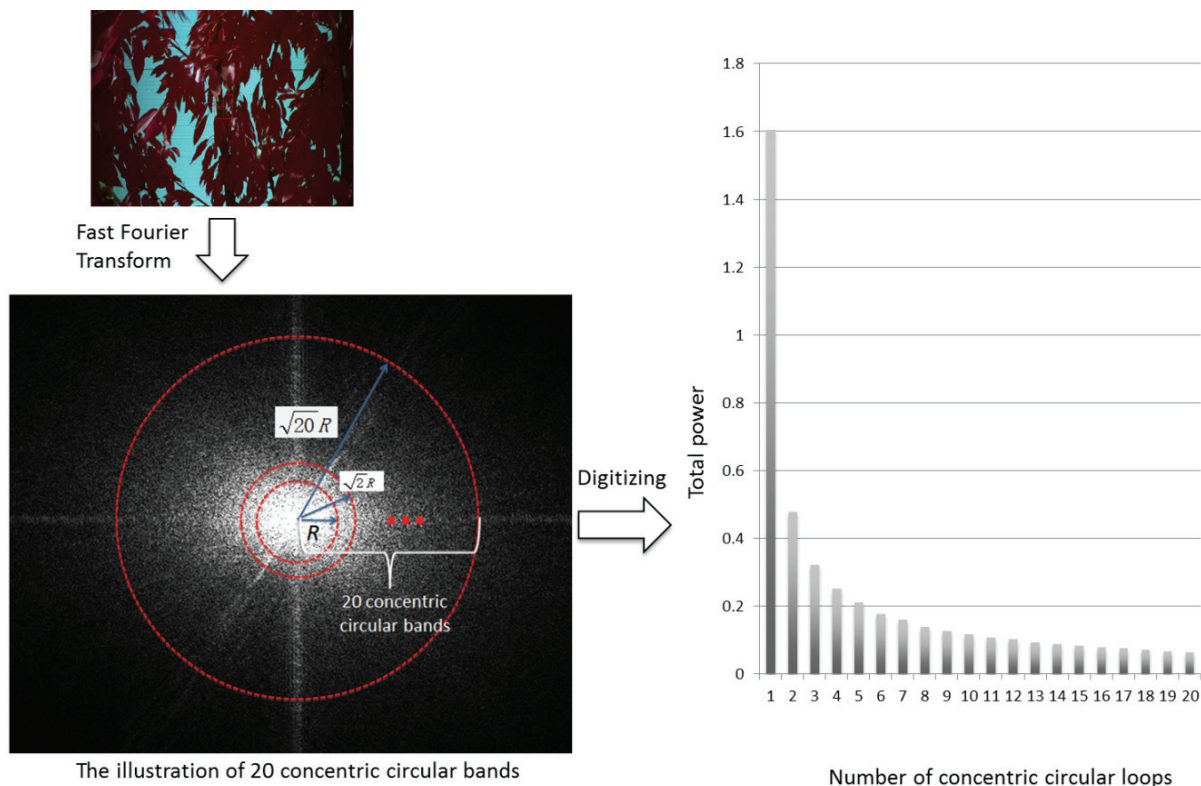 Fast Fourier
Transform
√20 R
√2 R
R
20 concentric
circular bands
The illustration of 20 concentric circular bands
Digitizing
Total power
1.8
1.6
1.4
1.2
1
0.8
0.6
0.4
0.2
0
1 2 3 4 5 6 7 8 9 10 11 12 13 14 15 16 17 18 19 20
Number of concentric circular loops